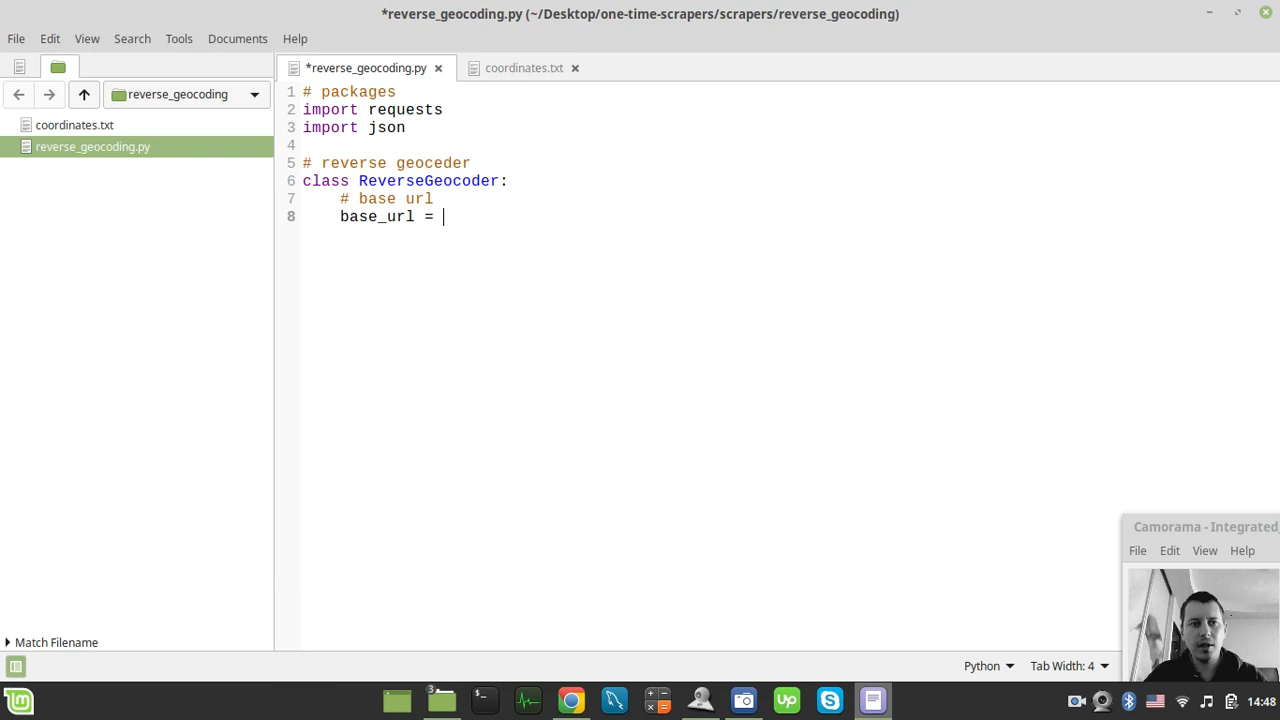 *reverse_geocoding.py (~/Desktop/one-time-scrapers/scrapers/reverse_geocoding)
File Edit View Search Tools Documents Help
*reverse_geocoding.py
coordinates.txt
reverse_geocoding
coordinates.txt
reverse_geocoding.py
1 # packages
2 import requests
3 import json
4
5 # reverse geoceder
6 class ReverseGeocoder:
7 # base url
8 base_url =
Camorama - Integrated
File Edit View Help
Match Filename
Python Tab Width: 4
3
up
14:48